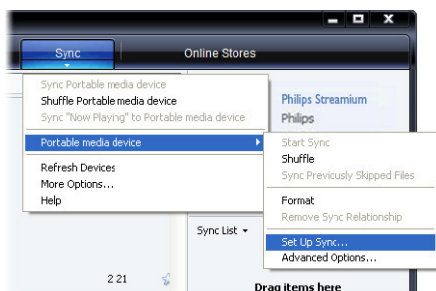 Sync
Online Stores
Sync Portable media device
Shuffle Portable media device
Sync "Now Playing" to Portable media device
Portable media device
Refresh Devices
More Options...
Help
Philips Streamium
Philips
Start Sync
Shuffle
Sync Previously Skipped Files
Format
Remove Sync Relationship
Set Up Sync...
Advanced Options...
Sync List
2 21
Drag items here